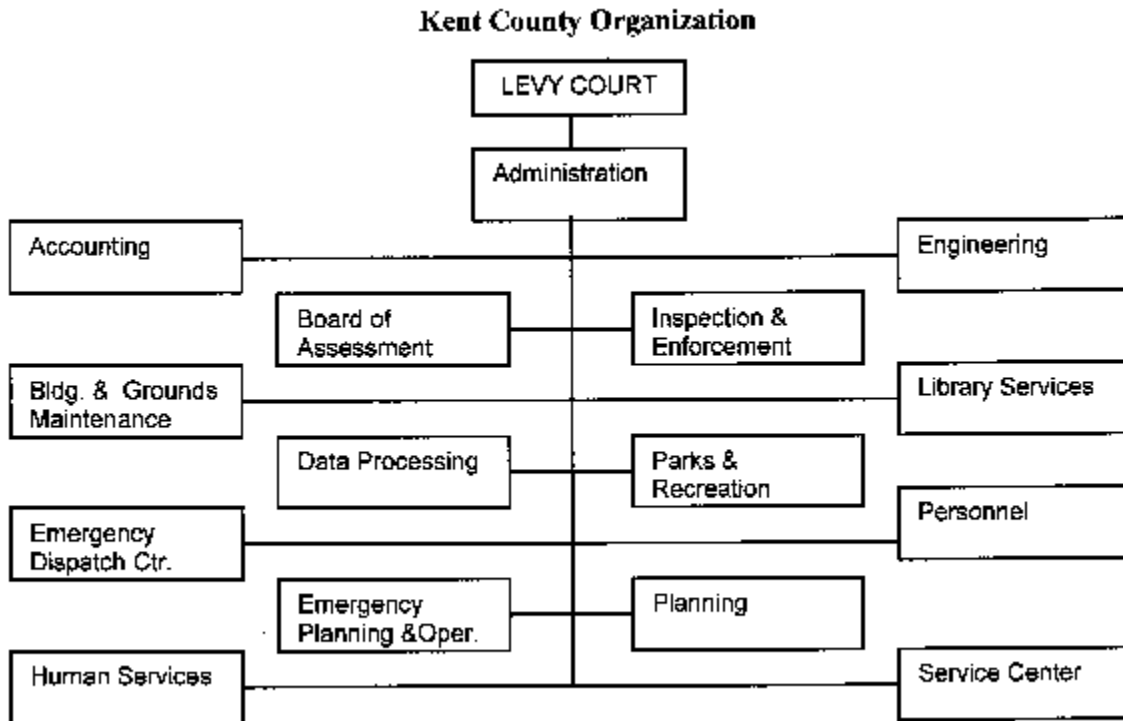 Kent County Organization
LEVY COURT
Administration
Accounting
Engineering
Board of
Assessment
Inspection &
Enforcement
Bldg. & Grounds
Maintenance
Library Services
Data Processing
Parks &
Recreation
Emergency
Dispatch Ctr.
Personnel
Emergency
Planning &Oper.
Planning
Human Services
Service Center